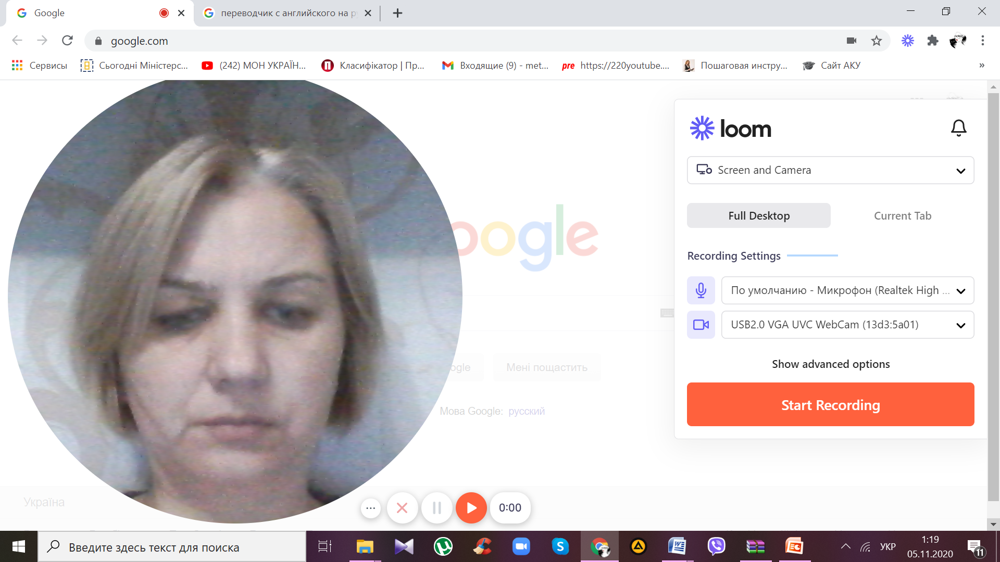 Google
переводчик с английского на ру
google.com
Сервисы
Сьогодні Міністерс...
(242) МОН УКРАЇН...
Класифікатор | Пр...
Входящие (9) - met...
pre
https://220youtube....
Пошаговая инстру...
Сайт АКУ
»
loom
Screen and Camera
oogle
Full Desktop
Current Tab
Recording Settings
По умолчанию - Микрофон (Realtek High ...
USB2.0 VGA UVC WebCam (13d3:5a01)
Show advanced options
ogle
Мені пощастить
Start Recording
Мова Google: русский
Україна
0:00
Введите здесь текст для поиска
УКР
1:19
05.11.2020
11